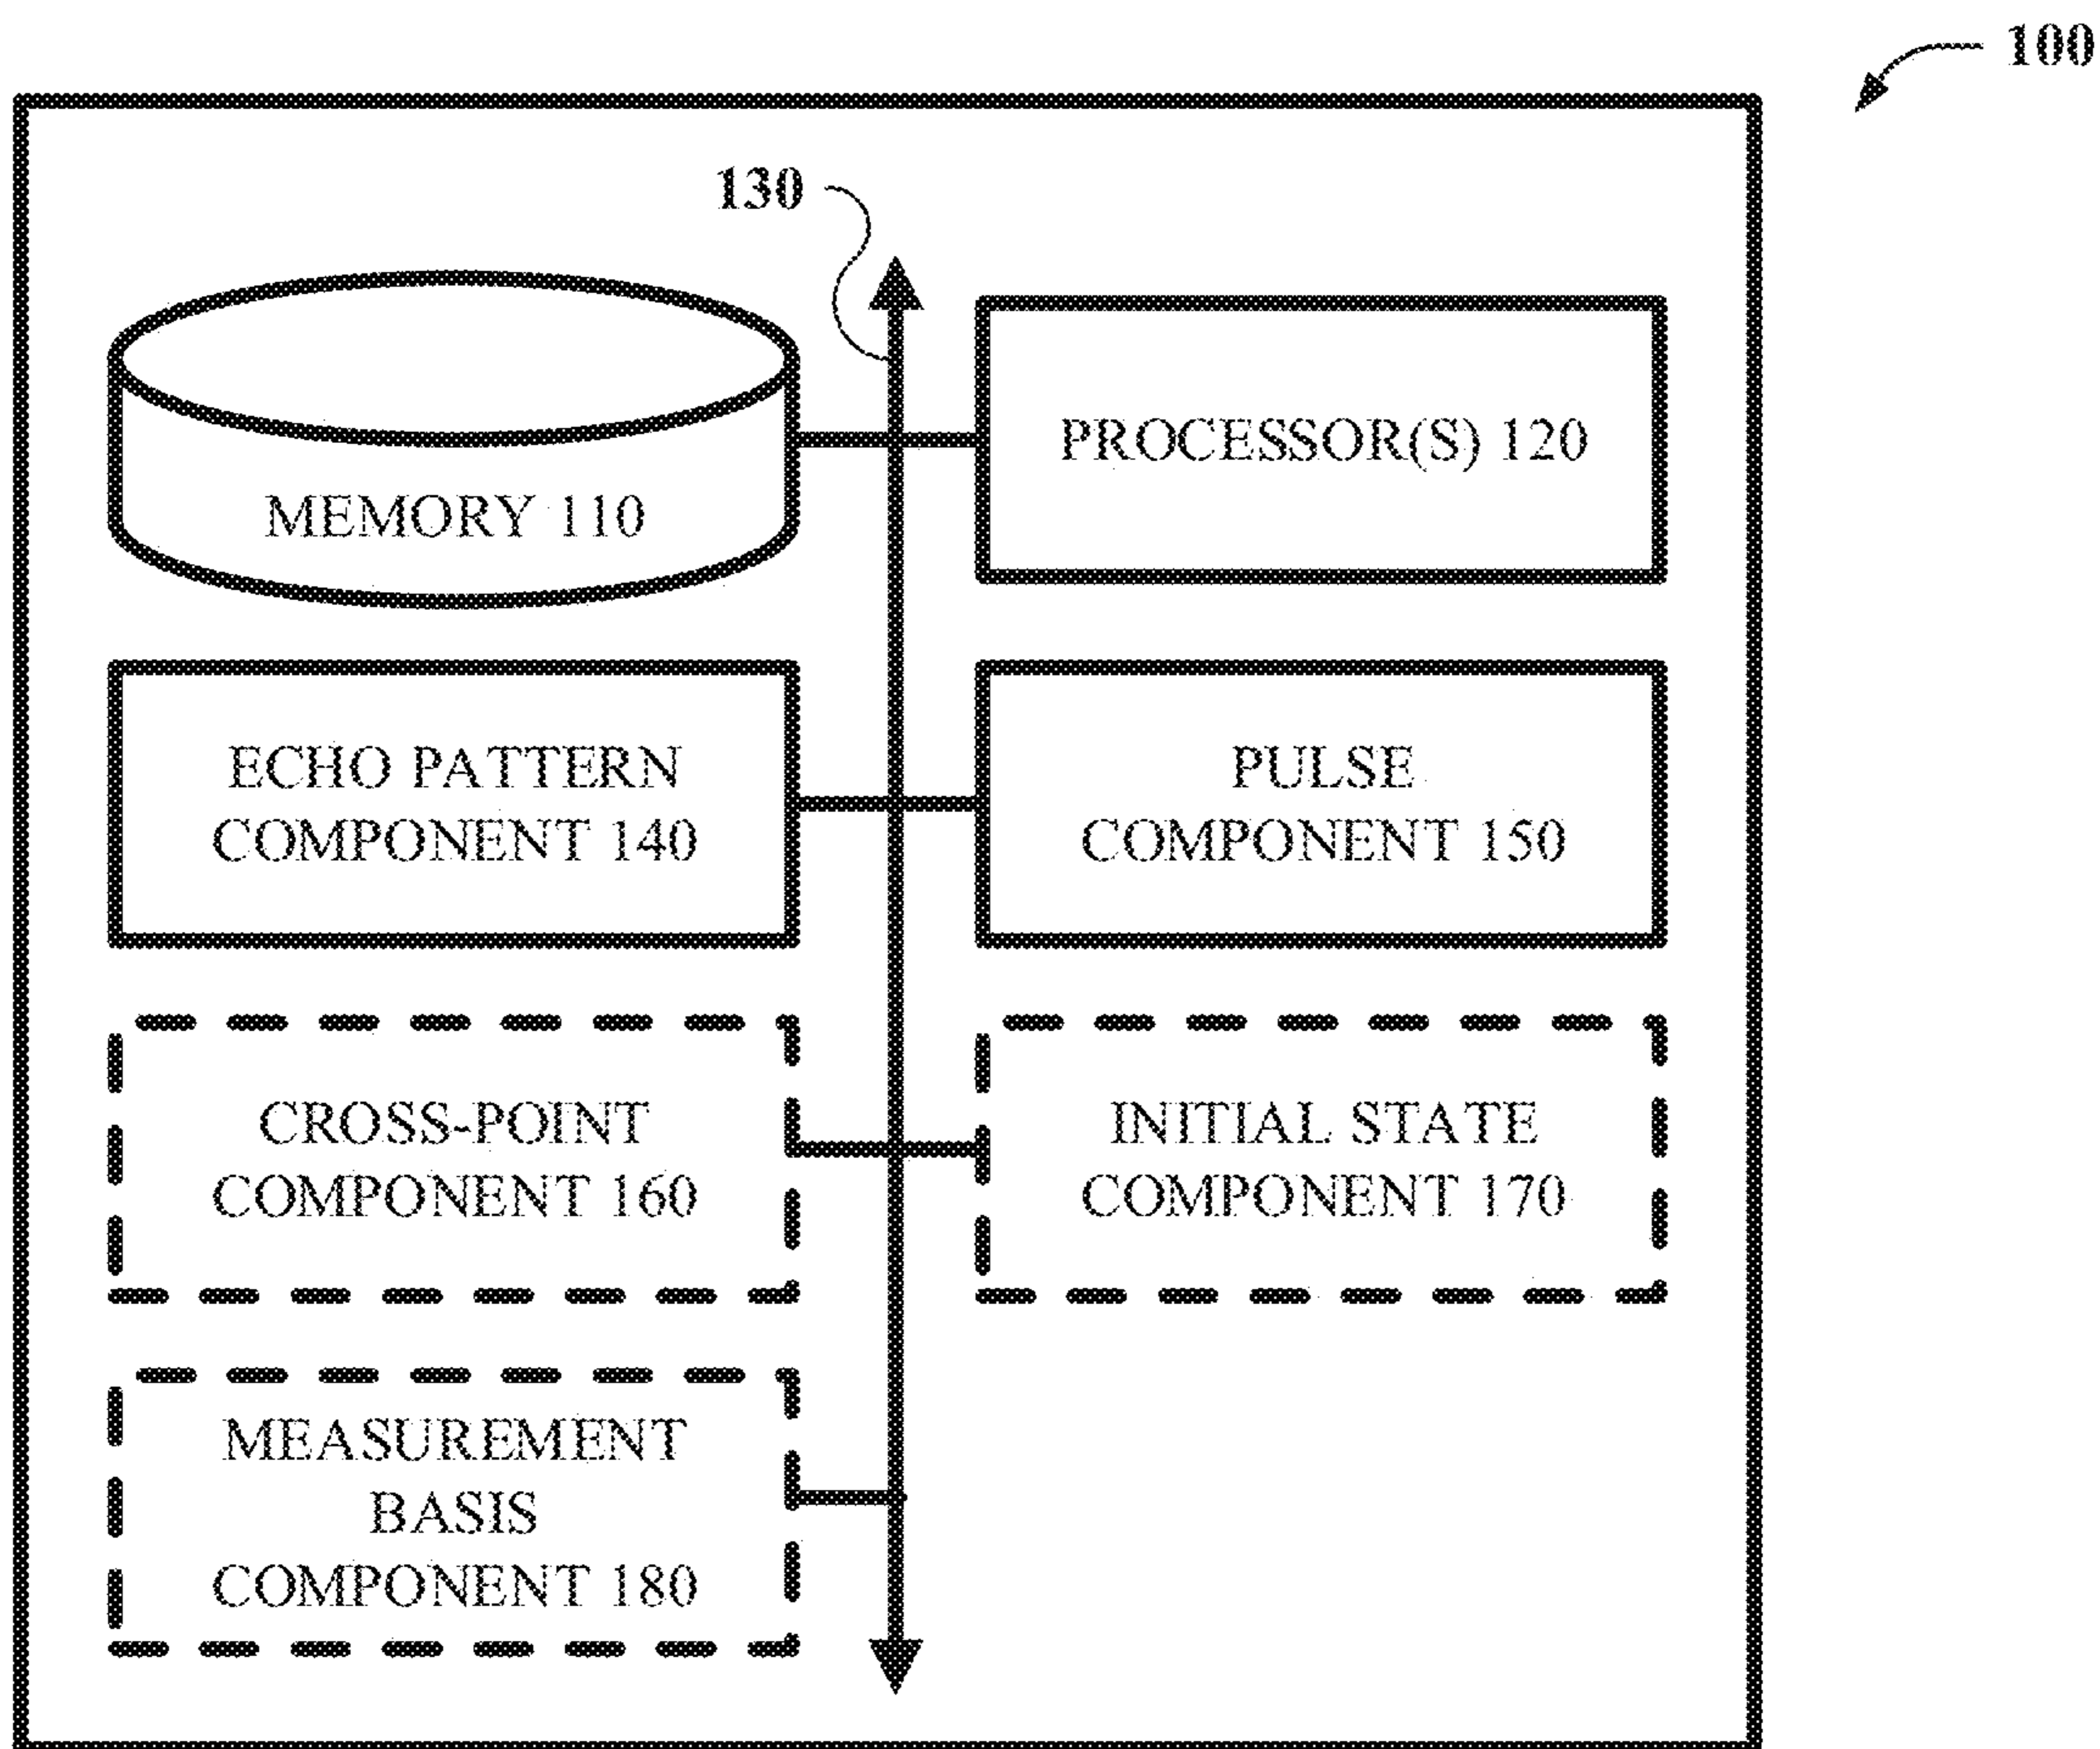 100
130
MEMORY 110
PROCESSOR(S) 120
ECHO PATTERN
COMPONENT 140
PULSE
COMPONENT 150
CROSS-POINT
COMPONENT 160
INITIAL STATE
COMPONENT 170
MEASUREMENT
BASIS
COMPONENT 180